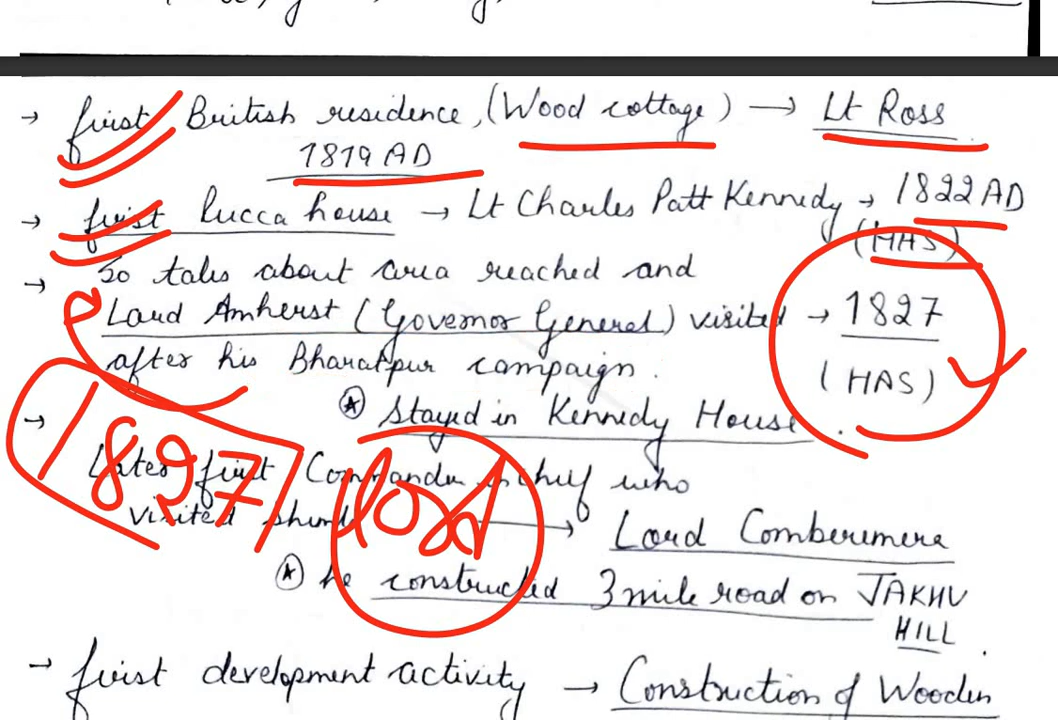 → first British residence, (Wood cottage) → Lt Ross
1819 AD
→ first Pucca house → Lt Charles Patt Kennedy → 1822 AD
(HAS)
→ So tales about area reached and
Lord Amherst (Governor General) visited → 1827
after his Bharatpur campaign. (HAS)
* Stayed in Kennedy House.
1897
→ Later first Commander in chief who
lord
visited → Lord Comberemere
* he constructed 3 mile road on JAKHU
HILL.
→ first development activity → Construction of Wooden